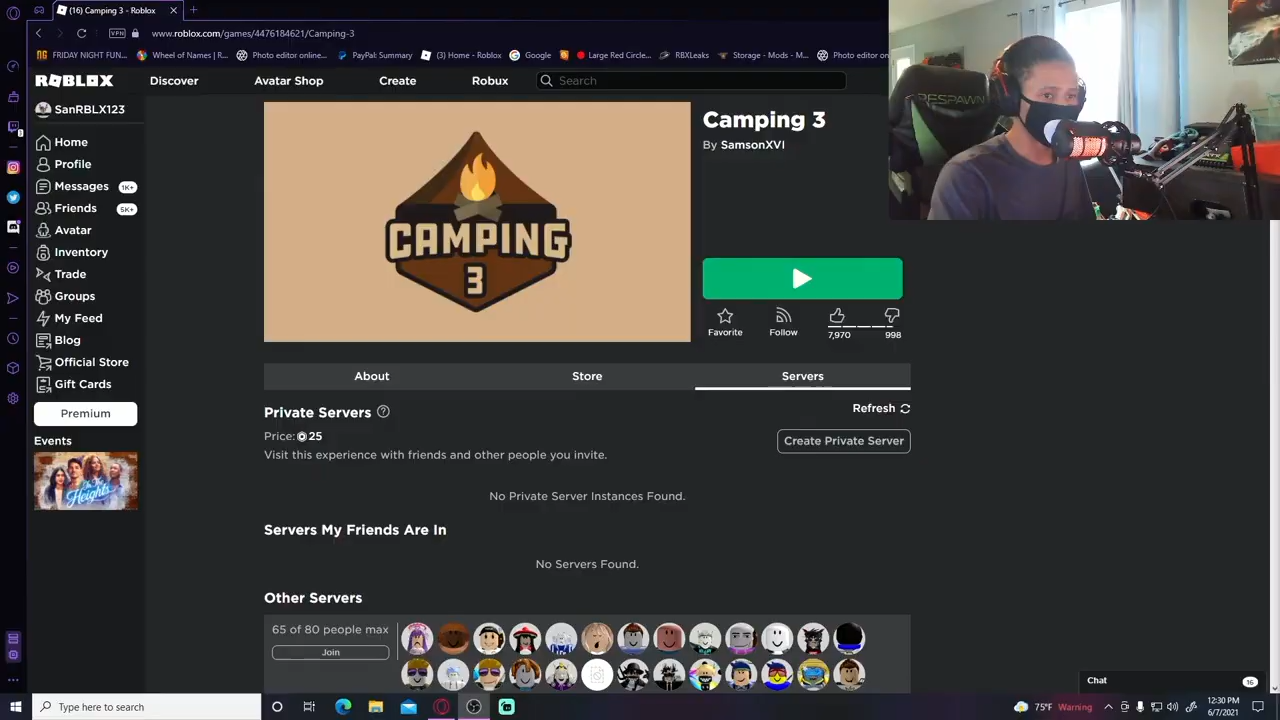 (16) Camping 3 - Roblox
VPN
www.roblox.com/games/4476184621/Camping-3
FRIDAY NIGHT FUN...
Wheel of Names | R...
Photo editor online...
PayPal: Summary
(3) Home - Roblox
Google
Large Red Circle...
RBXLeaks
Storage - Mods - M...
Photo editor
ROBLOX
Discover
Avatar Shop
Create
Robux
Search
SanRBLX123
Home
Profile
Messages 1K+
Friends 5K+
Avatar
Inventory
Trade
Groups
My Feed
Blog
Official Store
Gift Cards
Premium
Events
Heights
CAMPING
3
Camping 3
By SamsonXVI
Favorite
Follow
7,970
998
About
Store
Servers
Private Servers
Refresh
Price: 25
Create Private Server
Visit this experience with friends and other people you invite.
No Private Server Instances Found.
Servers My Friends Are In
No Servers Found.
Other Servers
65 of 80 people max
Join
RESPAWN
Chat 16
Type here to search
75°F Warning
12:30 PM
6/7/2021